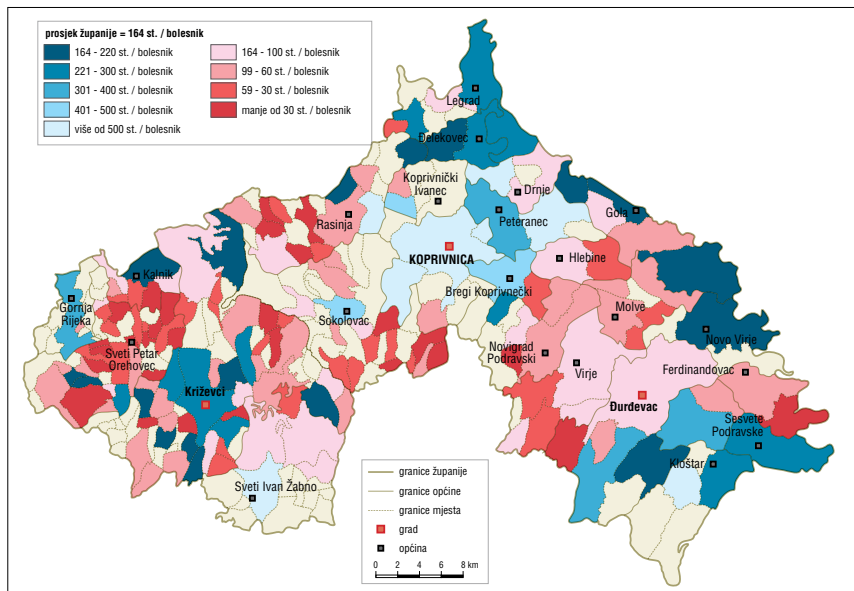 prosjek županije = 164 st. / bolesnik
164 - 220 st. / bolesnik
221 - 300 st. / bolesnik
301 - 400 st. / bolesnik
401 - 500 st. / bolesnik
više od 500 st. / bolesnik
164 - 100 st. / bolesnik
99 - 60 st. / bolesnik
59 - 30 st. / bolesnik
manje od 30 st. / bolesnik
Legrad
Đelekovec
Koprivnički
Ivanec
Drnje
Peteranec
Gola
Rasinja
KOPRIVNICA
Hlebine
Kalnik
Bregi Koprivnečki
Gornja
Rijeka
Sokolovac
Molve
Novo Virje
Sveti Petar
Orehovec
Novigrad
Podravski
Virje
Ferdinandovac
Križevci
Đurđevac
Sesvete
Podravske
Kloštar
Sveti Ivan Žabno
granice županije
granice općine
granice mjesta
grad
općina
0 2 4 6 8 km